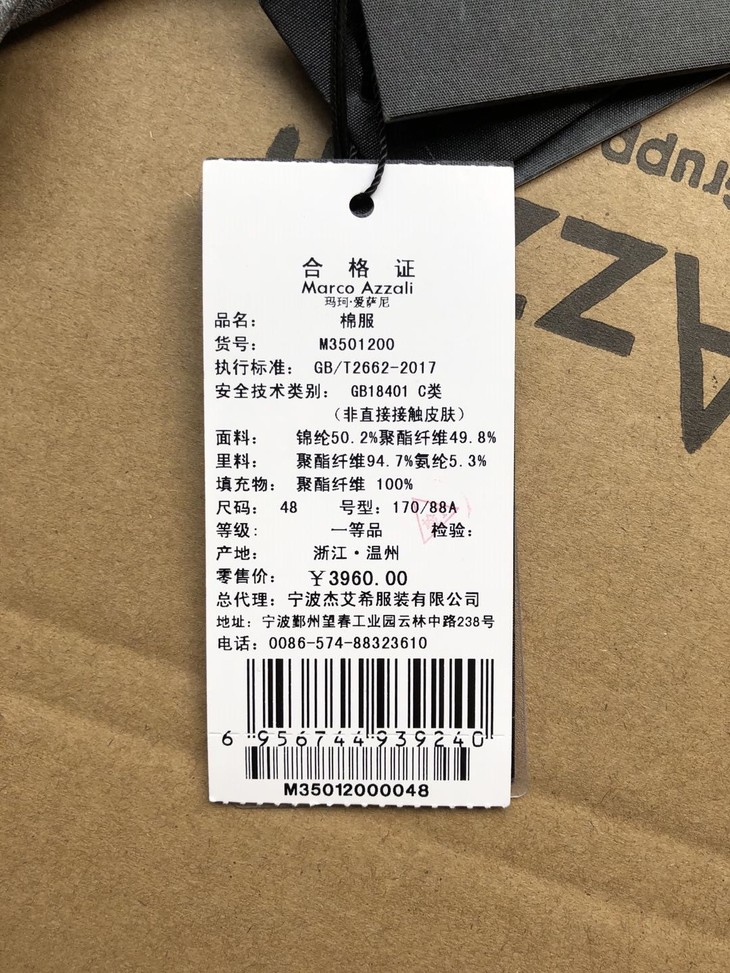 grupp
Azz
合格证
Marco Azzali
玛珂·爱萨尼
品名： 棉服
货号： M3501200
执行标准： GB/T2662-2017
安全技术类别： GB18401 C类
（非直接接触皮肤）
面料： 锦纶50.2%聚酯纤维49.8%
里料： 聚酯纤维94.7%氨纶5.3%
填充物： 聚酯纤维 100%
尺码： 48 号型：170/88A
等级： 一等品 检验：
产地： 浙江·温州
零售价： ￥3960.00
总代理：宁波杰艾希服装有限公司
地址：宁波鄞州望春工业园云林中路238号
电话：0086-574-88323610
6 956744 939240
M35012000048